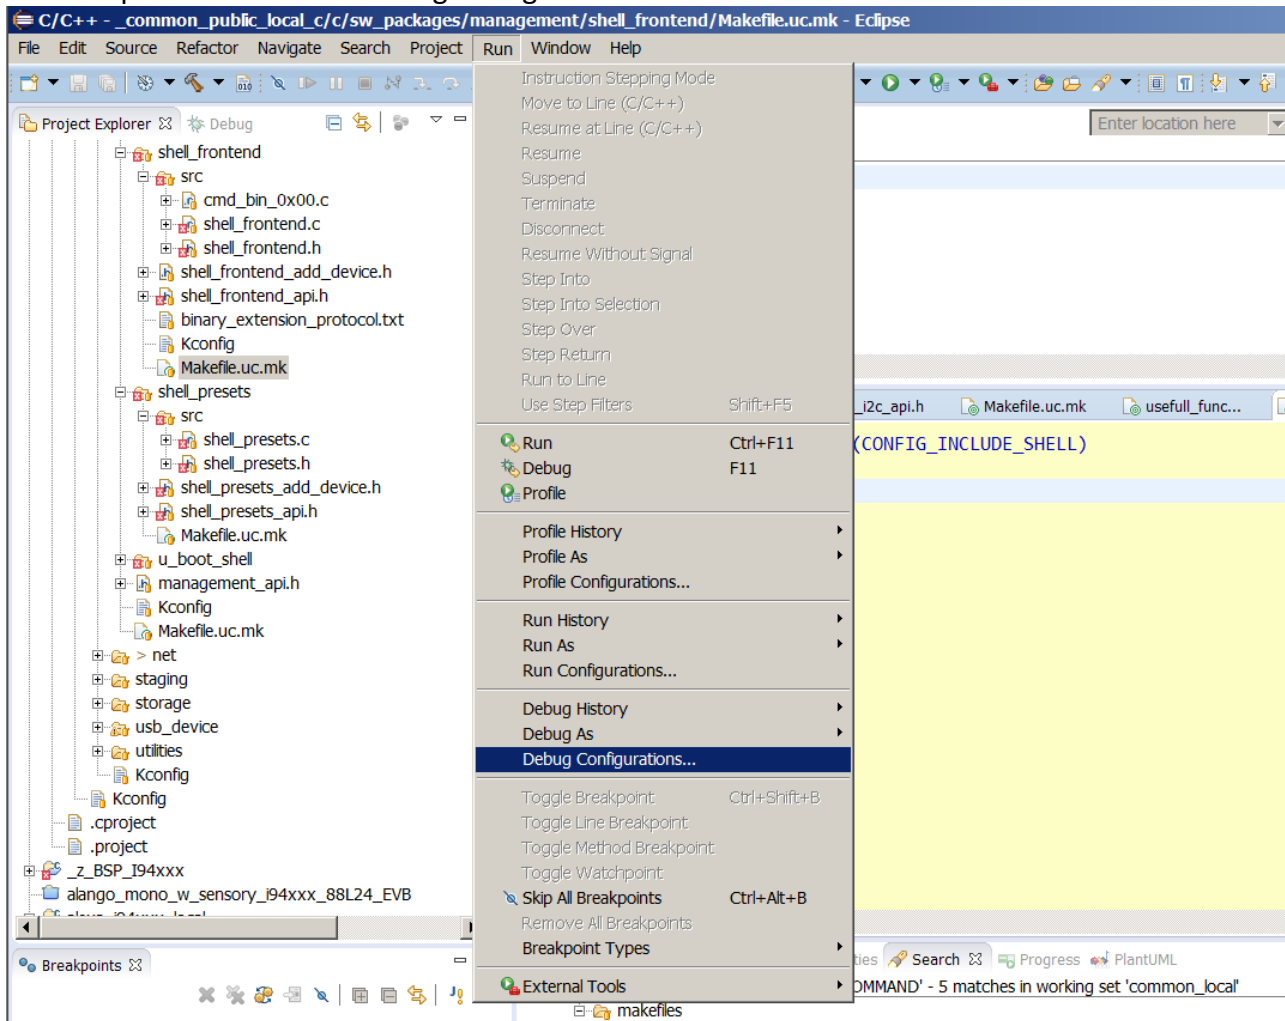 C/C++ - _common_public_local_c/c/sw_packages/management/shell_frontend/Makefile.uc.mk - Eclipse
File Edit Source Refactor Navigate Search Project Run Window Help
Project Explorer Debug
Enter location here
shell_frontend
src
cmd_bin_0x00.c
shell_frontend.c
shell_frontend.h
shell_frontend_add_device.h
shell_frontend_api.h
binary_extension_protocol.txt
Kconfig
Makefile.uc.mk
shell_presets
src
shell_presets.c
shell_presets.h
shell_presets_add_device.h
shell_presets_api.h
Makefile.uc.mk
u_boot_shell
management_api.h
Kconfig
Makefile.uc.mk
> net
staging
storage
usb_device
utilities
Kconfig
Kconfig
.cproject
.project
_z_BSP_I94xxx
alango_mono_w_sensory_i94xxx_88L24_EVB
Breakpoints
Instruction Stepping Mode
Move to Line (C/C++)
Resume at Line (C/C++)
Resume
Suspend
Terminate
Disconnect
Resume Without Signal
Step Into
Step Into Selection
Step Over
Step Return
Run to Line
Use Step Filters Shift+F5
Run Ctrl+F11
Debug F11
Profile
Profile History
Profile As
Profile Configurations...
Run History
Run As
Run Configurations...
Debug History
Debug As
Debug Configurations...
Toggle Breakpoint Ctrl+Shift+B
Toggle Line Breakpoint
Toggle Method Breakpoint
Toggle Watchpoint
Skip All Breakpoints Ctrl+Alt+B
Remove All Breakpoints
Breakpoint Types
External Tools
_i2c_api.h Makefile.uc.mk usefull_func...
(CONFIG_INCLUDE_SHELL)
ties Search Progress PlantUML
OMMAND' - 5 matches in working set 'common_local'
makefiles